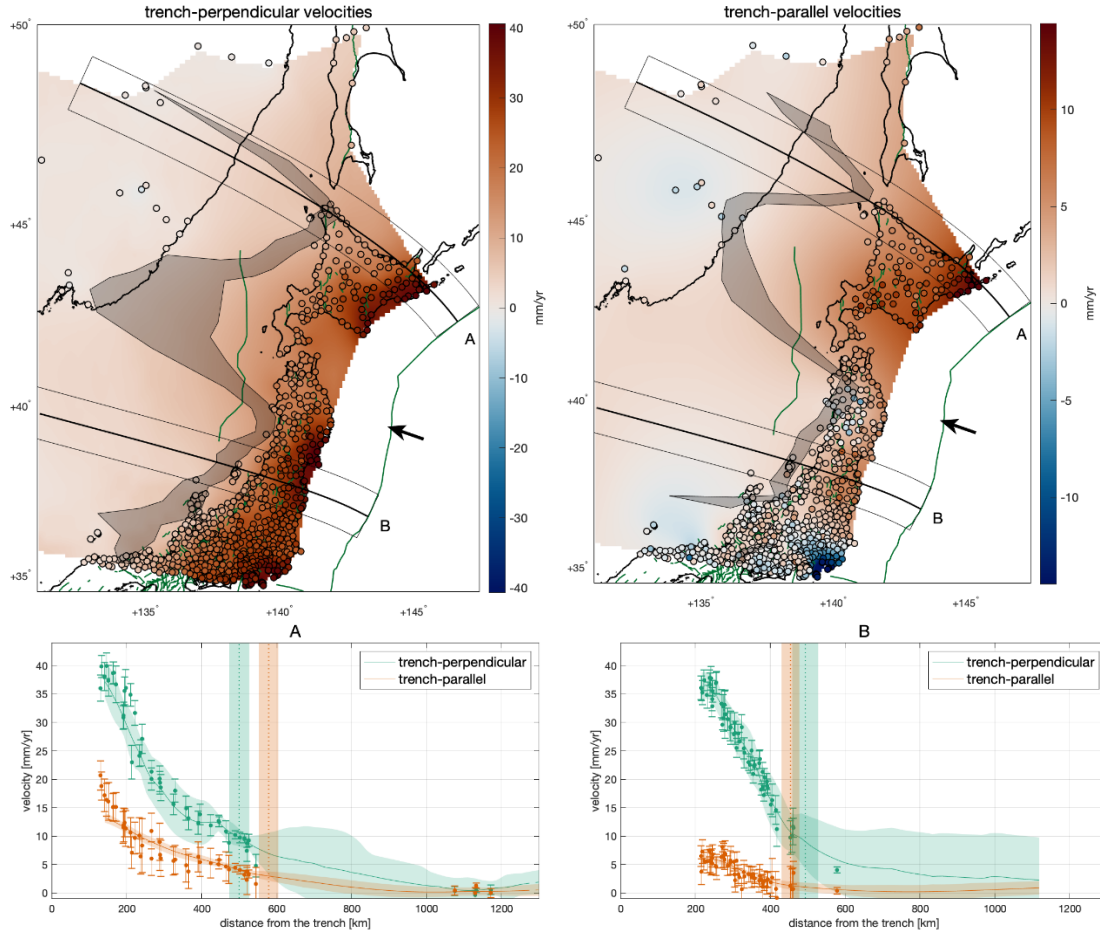 trench-perpendicular velocities
trench-parallel velocities
+50°
+45°
+40°
+35°
+135°
+140°
+145°
A
B
40
30
20
10
0
-10
-20
-30
-40
mm/yr
+50°
+45°
+40°
+35°
+135°
+140°
+145°
A
B
10
5
0
-5
-10
mm/yr
A
trench-perpendicular
trench-parallel
velocity [mm/yr]
40
35
30
25
20
15
10
5
0
0 200 400 600 800 1000 1200
distance from the trench [km]
B
trench-perpendicular
trench-parallel
velocity [mm/yr]
40
35
30
25
20
15
10
5
0
0 200 400 600 800 1000 1200
distance from the trench [km]